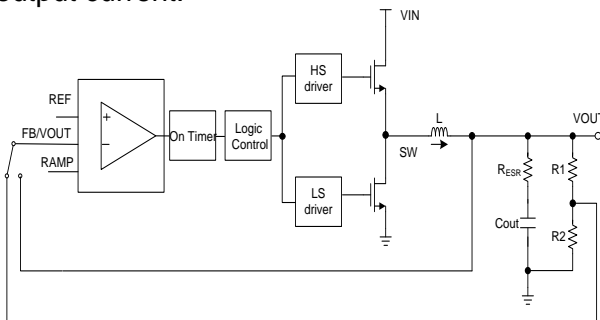 output current.
VIN
HS
driver
REF
+
FB/VOUT
-
RAMP
On Timer
Logic
Control
L
VOUT
SW
LS
driver
RESR
R1
Cout
R2